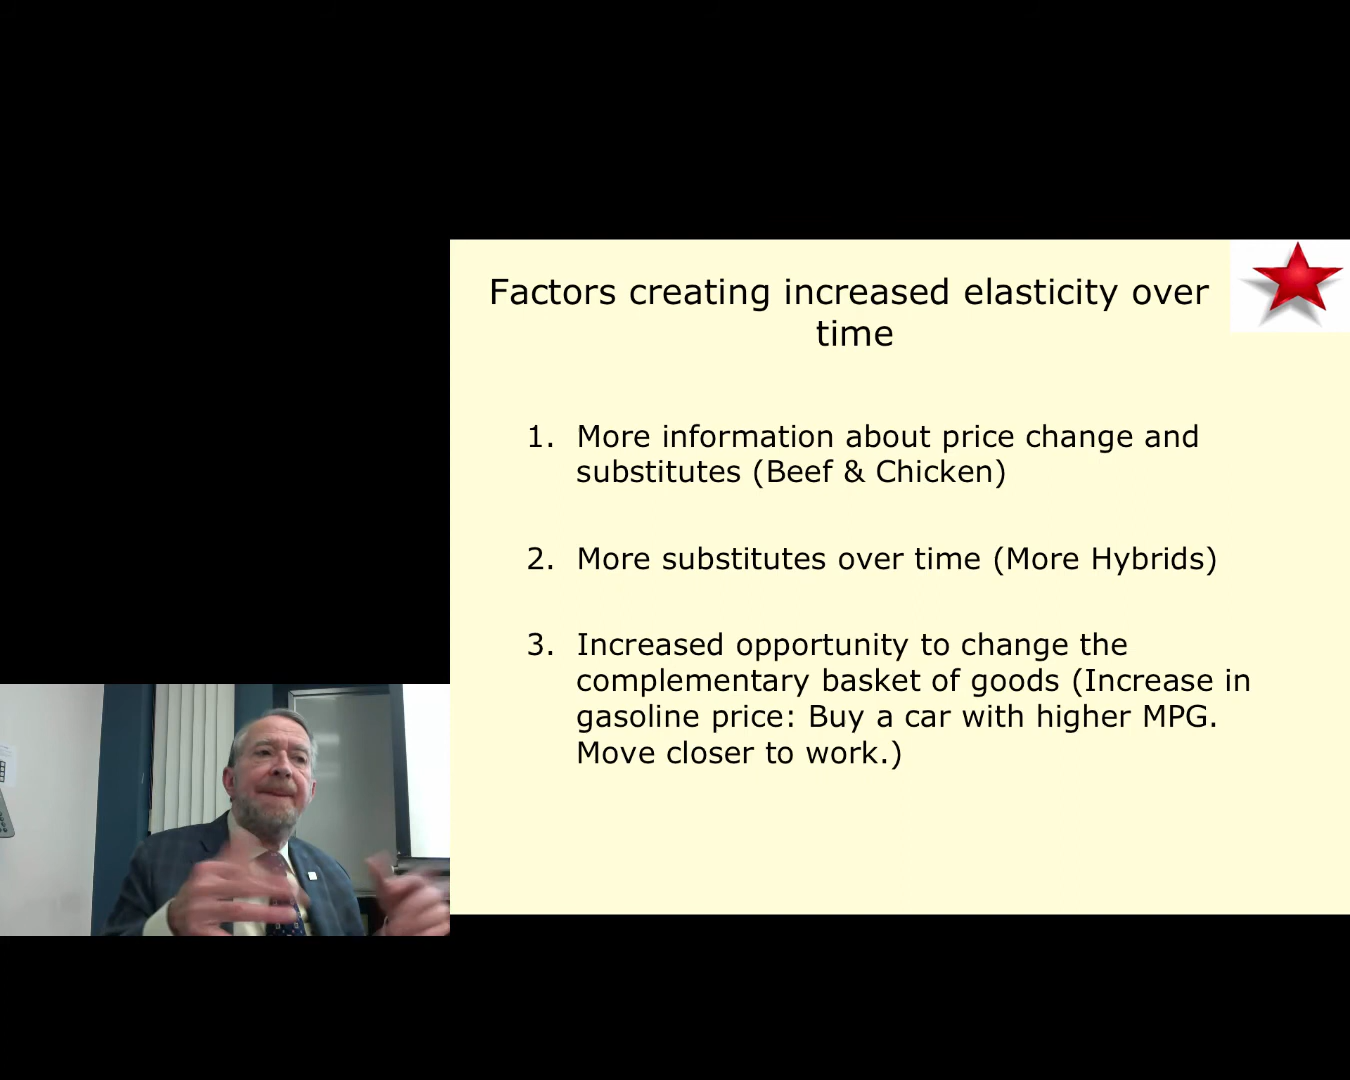 Factors creating increased elasticity over
time
1. More information about price change and
substitutes (Beef & Chicken)
2. More substitutes over time (More Hybrids)
3. Increased opportunity to change the
complementary basket of goods (Increase in
gasoline price: Buy a car with higher MPG.
Move closer to work.)